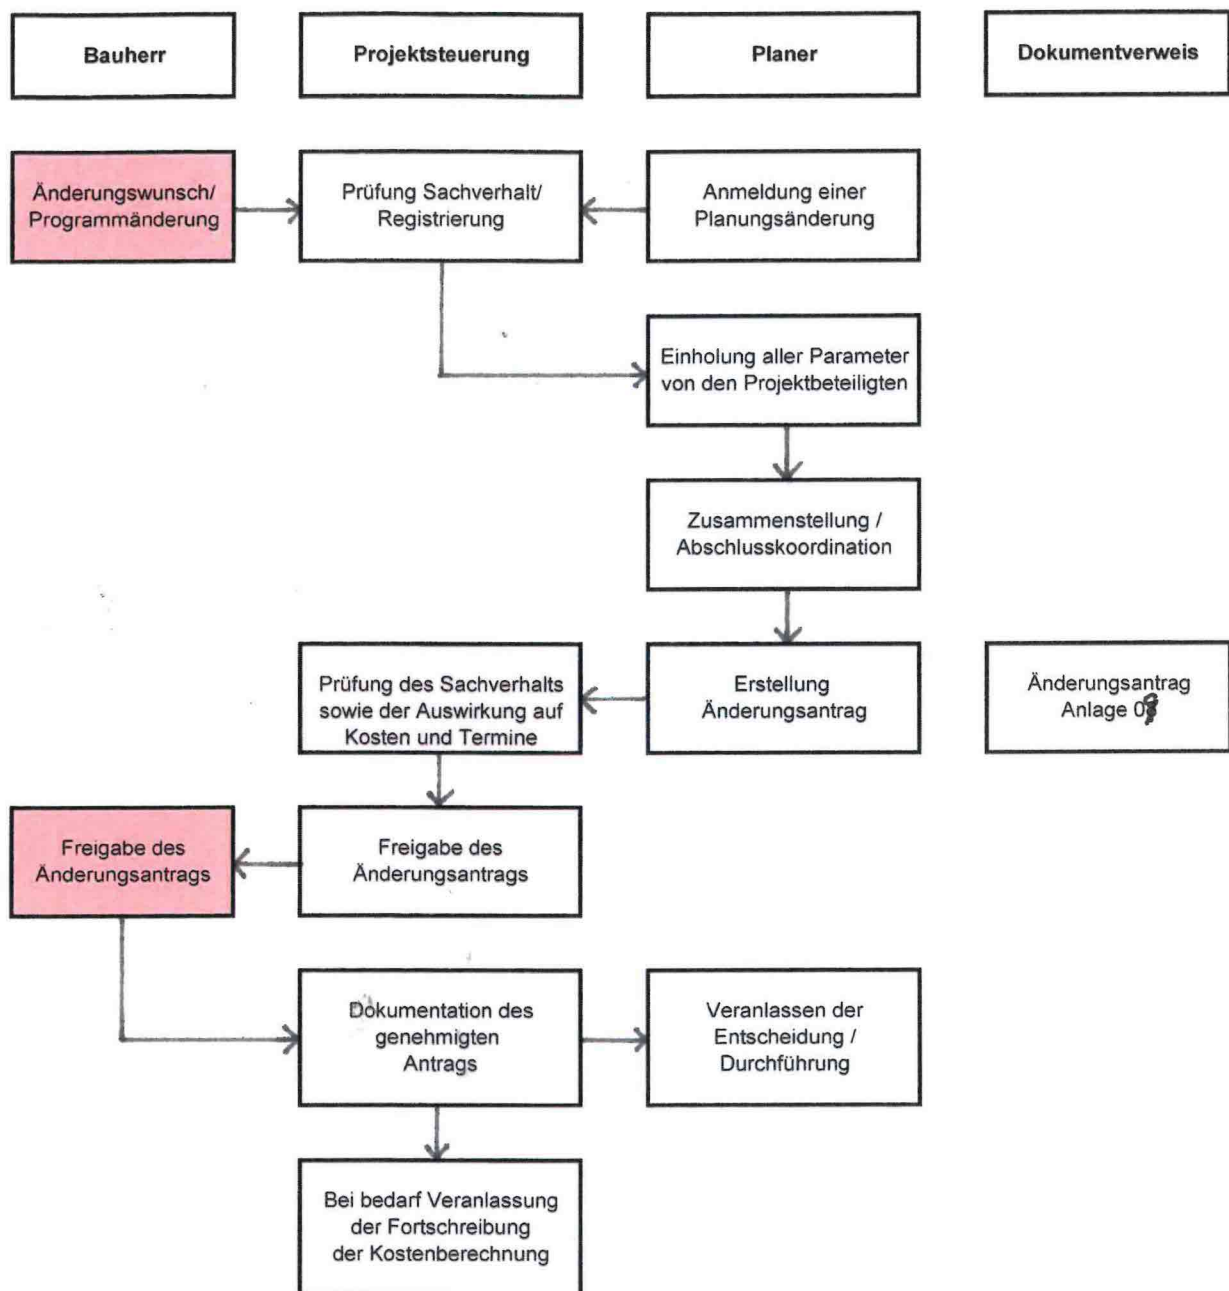 Bauherr
Projektsteuerung
Planer
Dokumentverweis
Änderungswunsch/
Programmänderung
Prüfung Sachverhalt/
Registrierung
Anmeldung einer
Planungsänderung
Einholung aller Parameter
von den Projektbeteiligten
Zusammenstellung /
Abschlusskoordination
Prüfung des Sachverhalts
sowie der Auswirkung auf
Kosten und Termine
Erstellung
Änderungsantrag
Änderungsantrag
Anlage
Freigabe des
Änderungsantrags
Freigabe des
Änderungsantrags
Dokumentation des
genehmigten
Antrags
Veranlassen der
Entscheidung /
Durchführung
Bei bedarf Veranlassung
der Fortschreibung
der Kostenberechnung